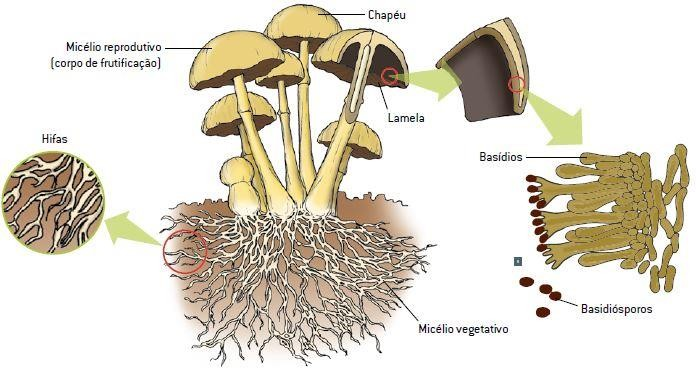 Chapéu
Micélio reprodutivo
(corpo de frutificação)
Lamela
Hifas
Basídios
Basidiósporos
Micélio vegetativo